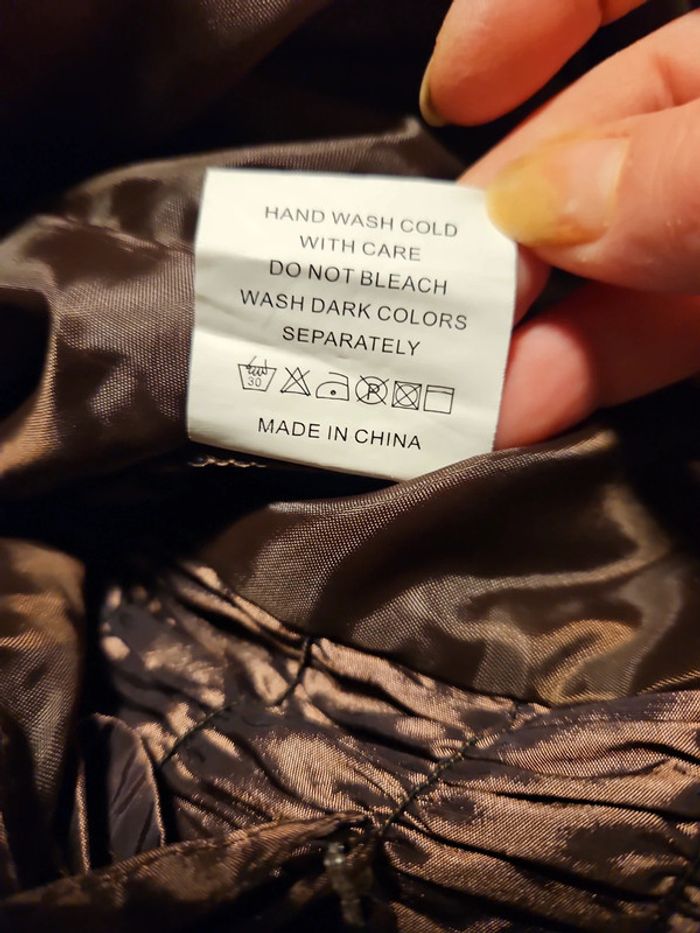 HAND WASH COLD
WITH CARE
DO NOT BLEACH
WASH DARK COLORS
SEPARATELY
30 P
MADE IN CHINA